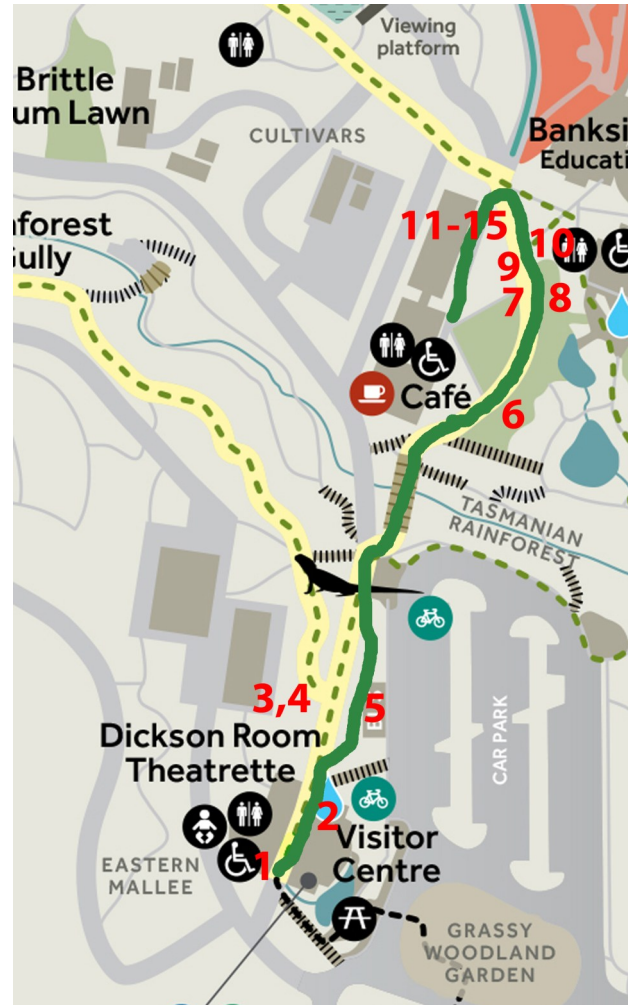 Viewing
platform
Brittle
um Lawn
CULTIVARS
Banksi
Educati
nforest
Gully
11-15
10
9
7
8
Café
6
TASMANIAN
RAINFOREST
3,4
5
Dickson Room
Theatrette
CAR PARK
2
Visitor
Centre
1
EASTERN
MALLEE
GRASSY
WOODLAND
GARDEN